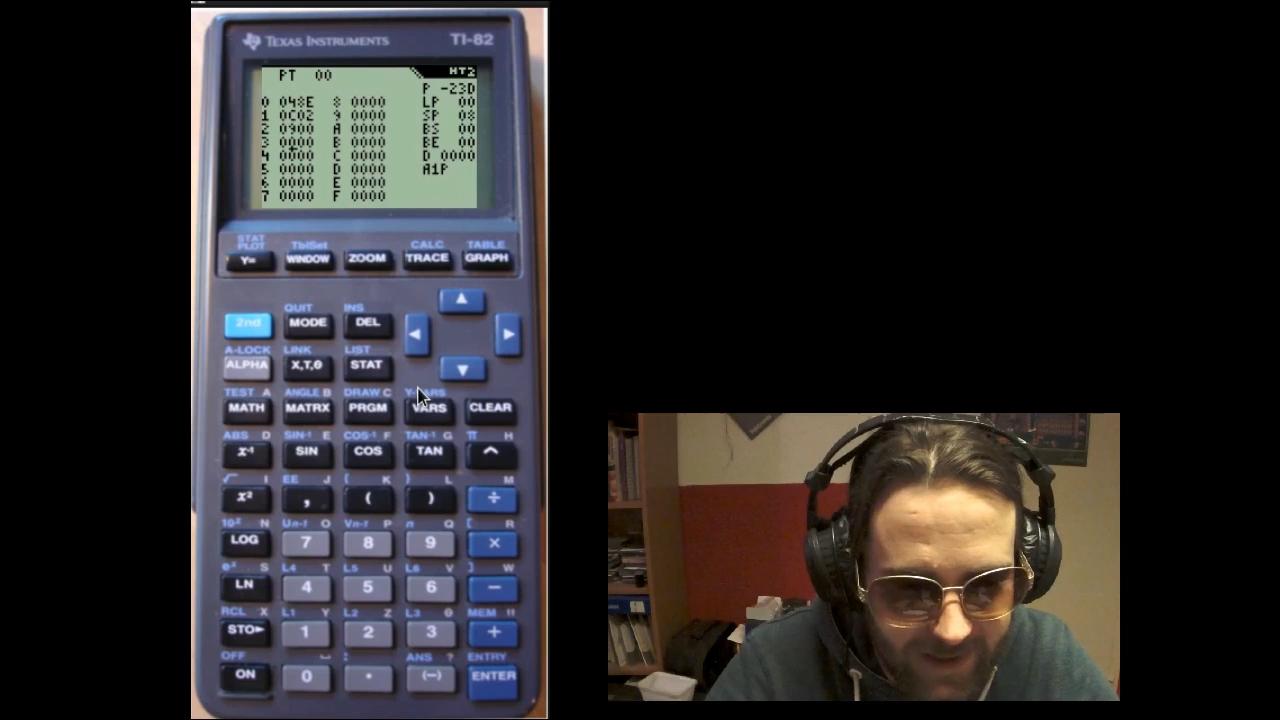 TEXAS INSTRUMENTS TI-82
PT 00 HT2
P -23D
0 048E 8 0000 LP 00
1 0C02 9 0000 SP 08
2 0900 A 0000 BS 00
3 0000 B 0000 BE 00
4 0000 C 0000 D 0000
5 0000 D 0000 A1P
6 0000 E 0000
7 0000 F 0000
STAT PLOT TblSet CALC TABLE
Y= WINDOW ZOOM TRACE GRAPH
QUIT INS
2nd MODE DEL
A-LOCK LINK LIST
ALPHA X,T,θ STAT
TEST A ANGLE B DRAW C Y-VARS
MATH MATRX PRGM VARS CLEAR
ABS D SIN⁻¹ E COS⁻¹ F TAN⁻¹ G π H
x⁻¹ SIN COS TAN ^
√ I EE J { K } L M
x² , ( ) ÷
10ˣ N Un-1 O Vn-1 P n Q [ R
LOG 7 8 9 ×
eˣ S L4 T L5 U L6 V ] W
LN 4 5 6 −
RCL X L1 Y L2 Z L3 θ MEM "
STO► 1 2 3 +
OFF : ANS ? ENTRY
ON 0 . (−) ENTER